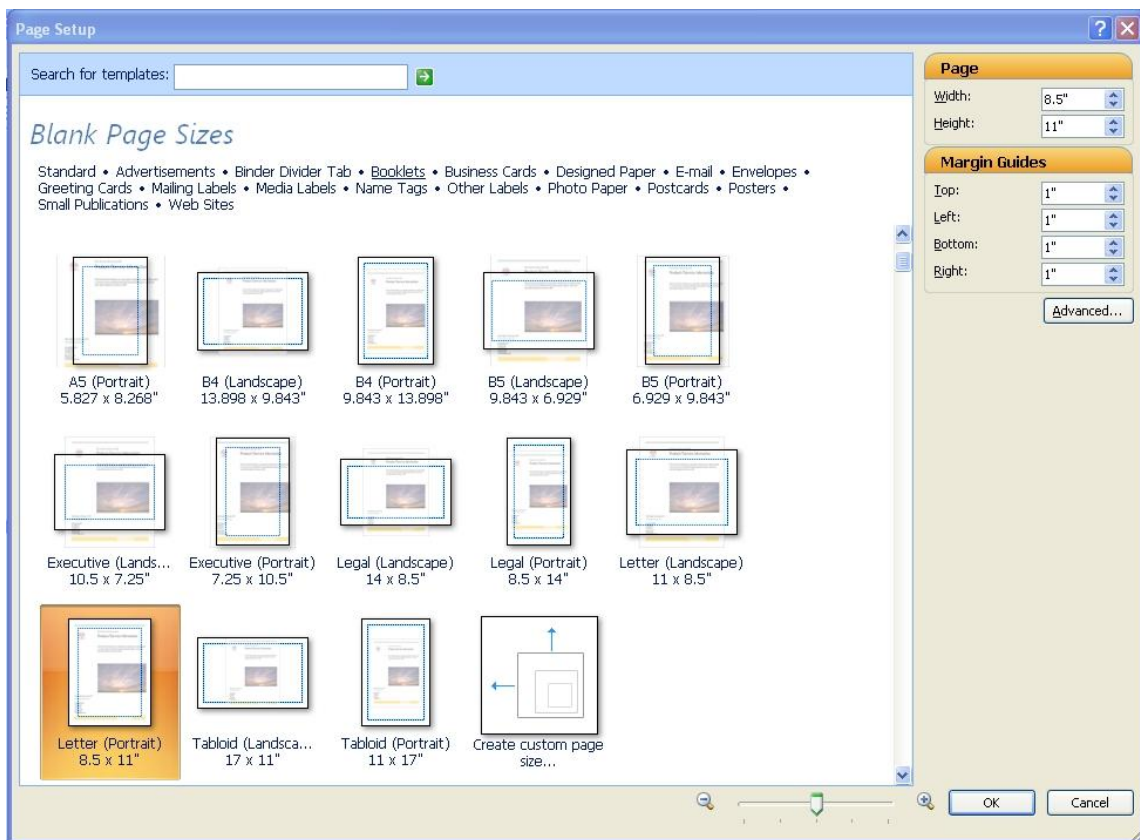 Page Setup
Search for templates:
Blank Page Sizes
Standard • Advertisements • Binder Divider Tab • Booklets • Business Cards • Designed Paper • E-mail • Envelopes •
Greeting Cards • Mailing Labels • Media Labels • Name Tags • Other Labels • Photo Paper • Postcards • Posters •
Small Publications • Web Sites
A5 (Portrait)
5.827 x 8.268"
B4 (Landscape)
13.898 x 9.843"
B4 (Portrait)
9.843 x 13.898"
B5 (Landscape)
9.843 x 6.929"
B5 (Portrait)
6.929 x 9.843"
Executive (Lands...
10.5 x 7.25"
Executive (Portrait)
7.25 x 10.5"
Legal (Landscape)
14 x 8.5"
Legal (Portrait)
8.5 x 14"
Letter (Landscape)
11 x 8.5"
Letter (Portrait)
8.5 x 11"
Tabloid (Landsca...
17 x 11"
Tabloid (Portrait)
11 x 17"
Create custom page
size...
Page
Width: 8.5"
Height: 11"
Margin Guides
Top: 1"
Left: 1"
Bottom: 1"
Right: 1"
Advanced...
OK
Cancel